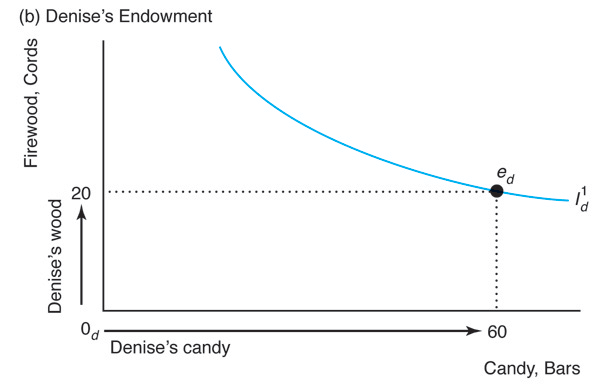 (b) Denise’s Endowment
Firewood, Cords
Denise’s wood
20
e_d
I_d^1
0_d
Denise’s candy
60
Candy, Bars